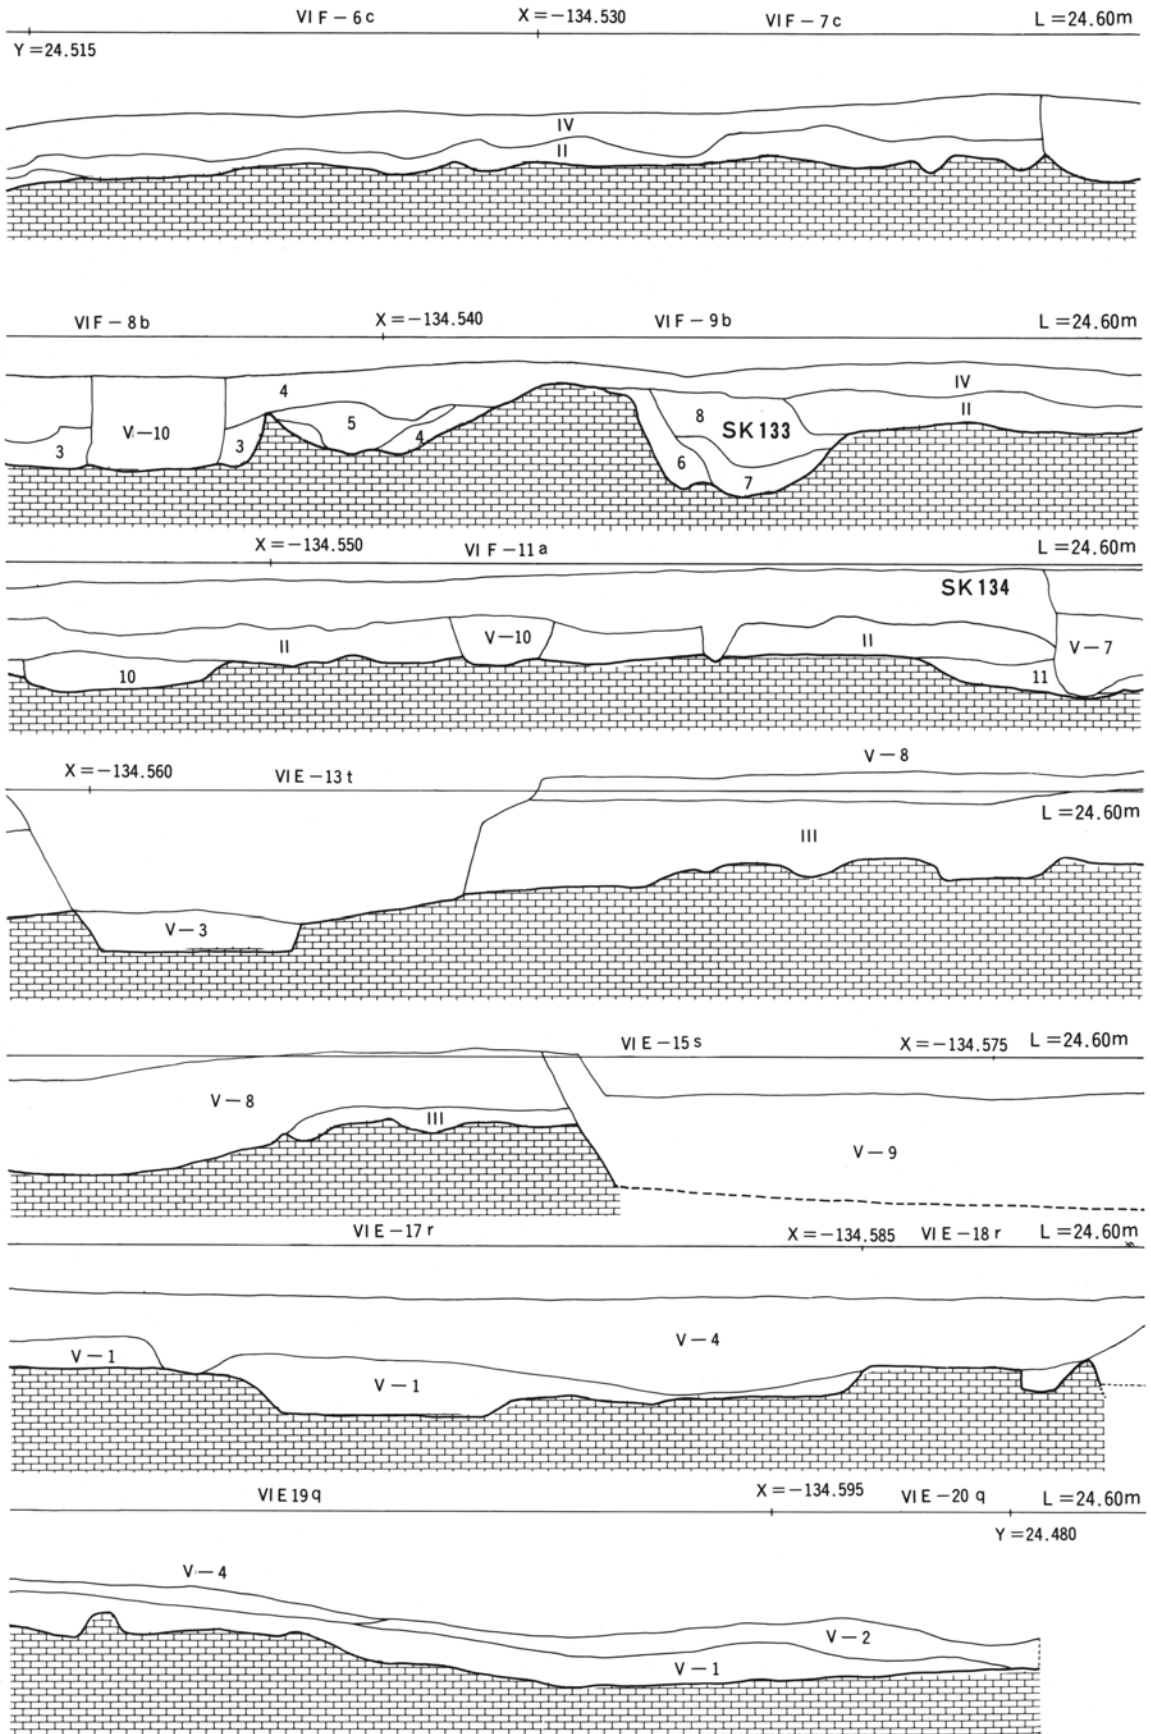 VI F－6 c X＝−134.530 VI F－7 c L＝24.60m
Y＝24.515
IV
II
VI F－8 b X＝−134.540 VI F－9 b L＝24.60m
4 IV
8 II
5
V－10 SK 133
3 3 4
6
7
X＝−134.550 VI F－11 a L＝24.60m
SK 134
V－10
II II V－7
10 11
V－8
X＝−134.560 VI E－13 t
L＝24.60m
III
V－3
VI E－15 s X＝−134.575 L＝24.60m
V－8
III
V－9
VI E－17 r X＝−134.585 VI E－18 r L＝24.60m
V－4
V－1
V－1
VI E 19 q X＝−134.595 VI E－20 q L＝24.60m
Y＝24.480
V－4
V－2
V－1